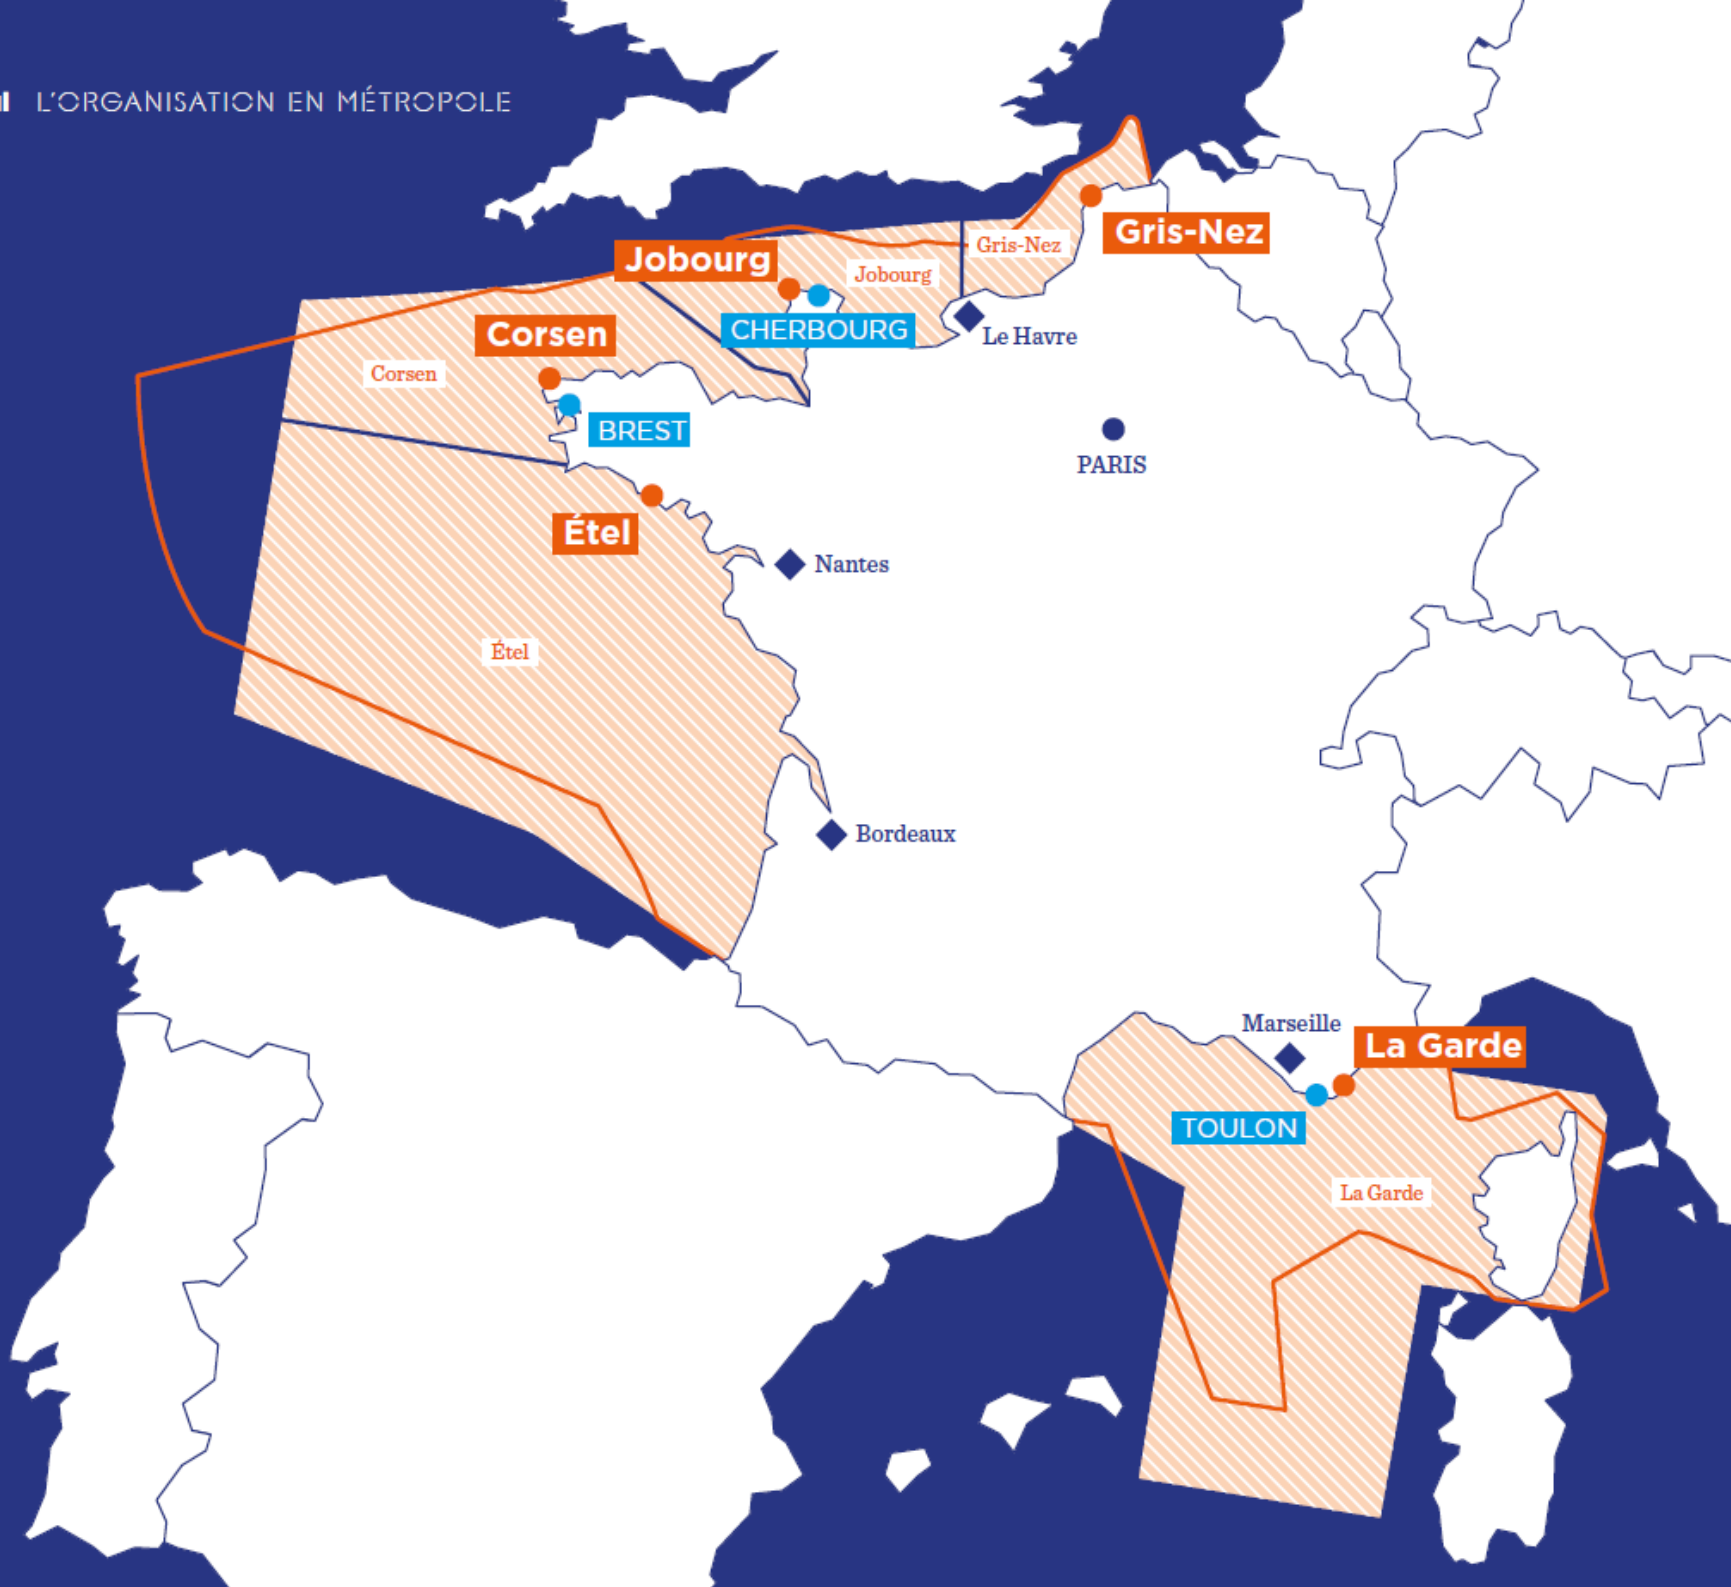 L'ORGANISATION EN MÉTROPOLE
Gris-Nez
Gris-Nez
Jobourg
Jobourg
CHERBOURG
Le Havre
Corsen
Corsen
BREST
PARIS
Étel
Nantes
Étel
Bordeaux
Marseille
La Garde
TOULON
La Garde